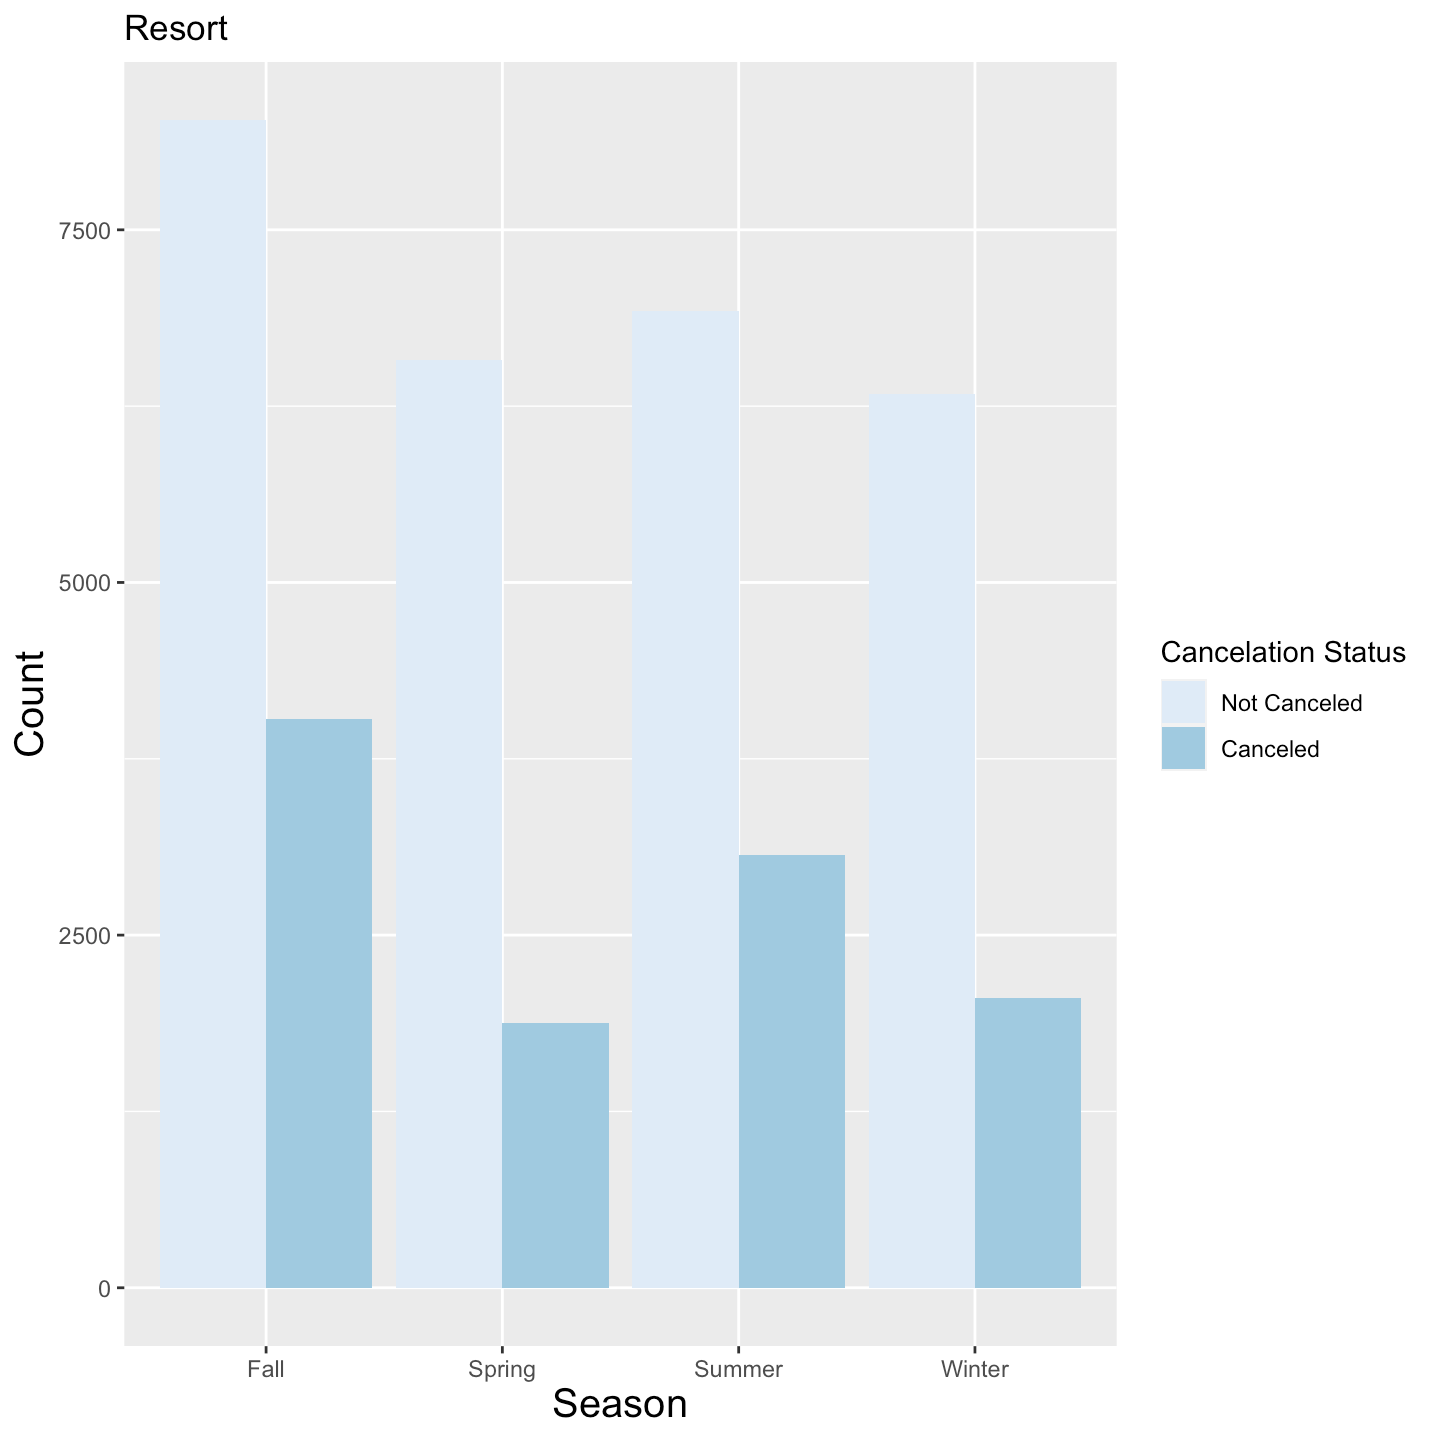 Resort
7500
5000
2500
0
Count
Fall Spring Summer Winter
Season
Cancelation Status
Not Canceled
Canceled